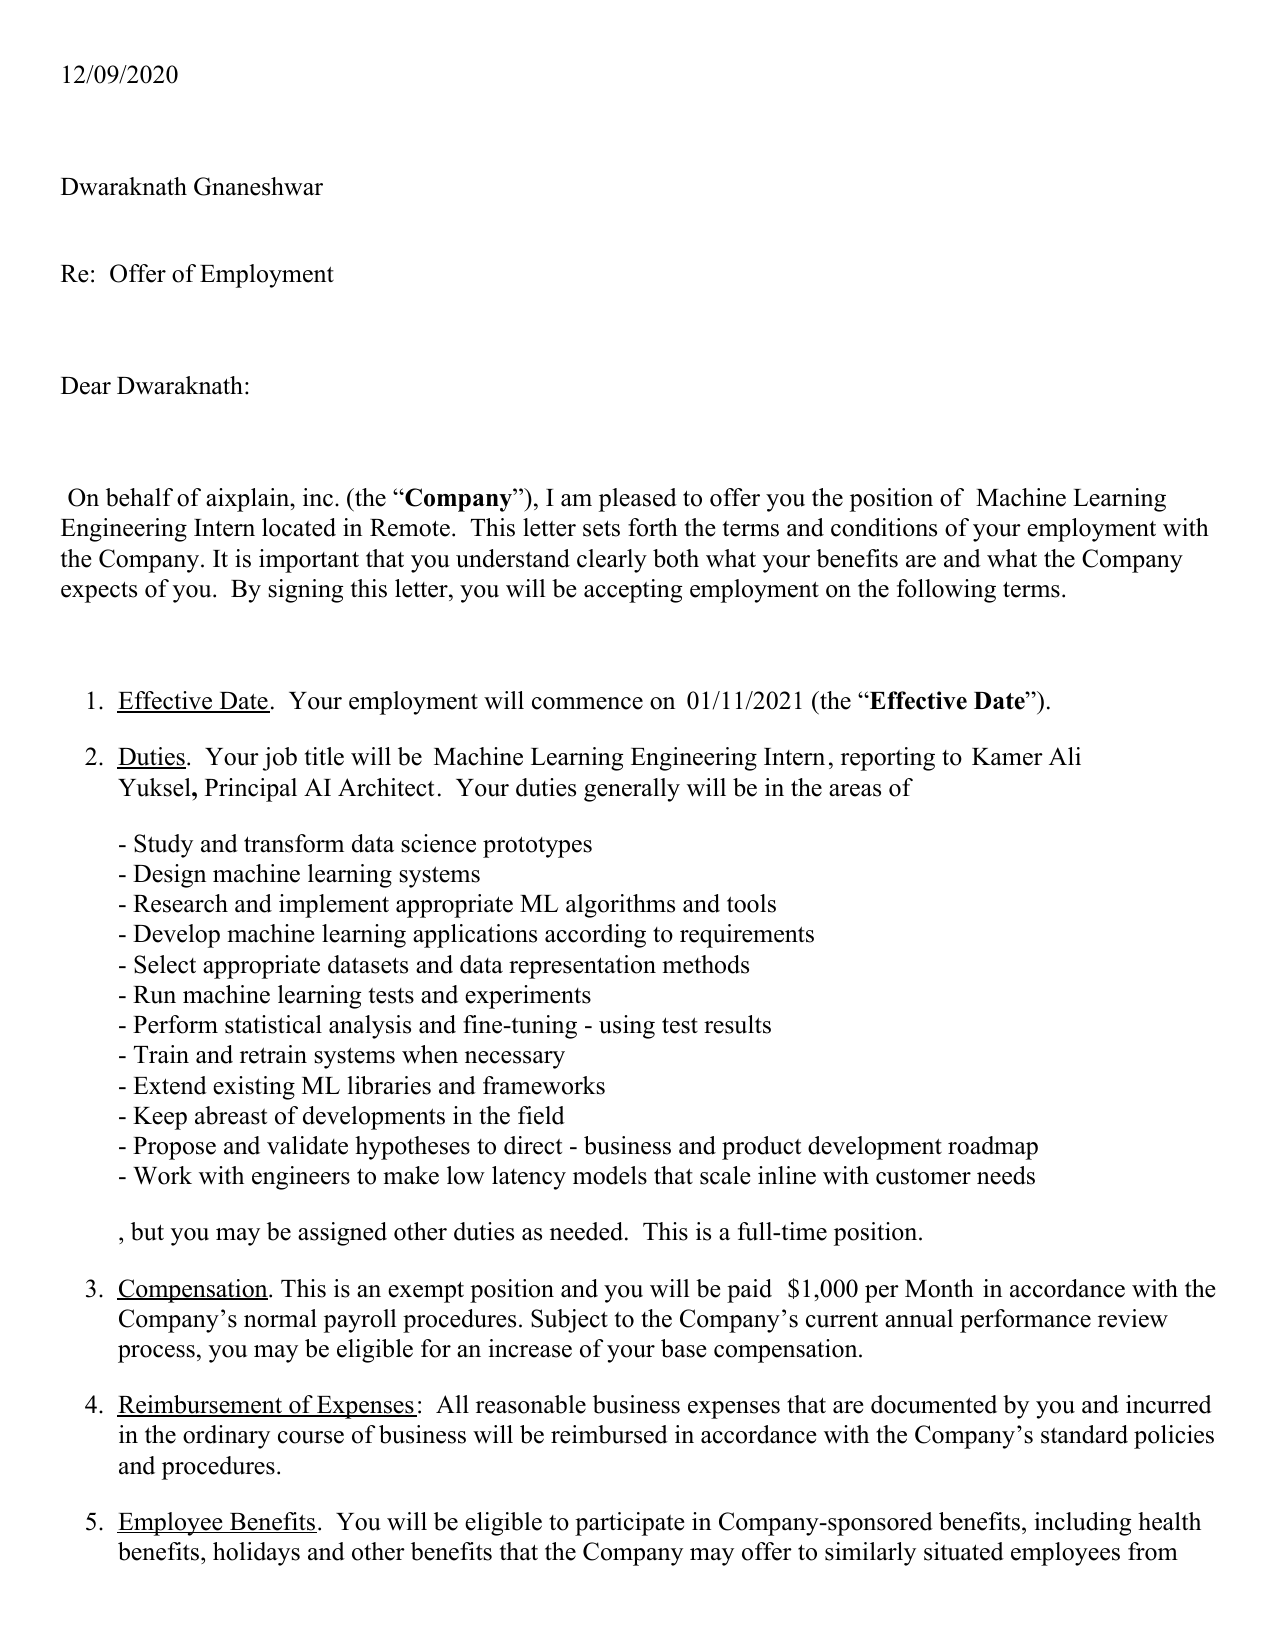 12/09/2020
Dwaraknath Gnaneshwar
Re: Offer of Employment
Dear Dwaraknath:
On behalf of aixplain, inc. (the “Company”), I am pleased to offer you the position of Machine Learning
Engineering Intern located in Remote. This letter sets forth the terms and conditions of your employment with
the Company. It is important that you understand clearly both what your benefits are and what the Company
expects of you. By signing this letter, you will be accepting employment on the following terms.
1. Effective Date. Your employment will commence on 01/11/2021 (the “Effective Date”).
2. Duties. Your job title will be Machine Learning Engineering Intern, reporting to Kamer Ali
Yuksel, Principal AI Architect. Your duties generally will be in the areas of
- Study and transform data science prototypes
- Design machine learning systems
- Research and implement appropriate ML algorithms and tools
- Develop machine learning applications according to requirements
- Select appropriate datasets and data representation methods
- Run machine learning tests and experiments
- Perform statistical analysis and fine-tuning - using test results
- Train and retrain systems when necessary
- Extend existing ML libraries and frameworks
- Keep abreast of developments in the field
- Propose and validate hypotheses to direct - business and product development roadmap
- Work with engineers to make low latency models that scale inline with customer needs
, but you may be assigned other duties as needed. This is a full-time position.
3. Compensation. This is an exempt position and you will be paid $1,000 per Month in accordance with the
Company’s normal payroll procedures. Subject to the Company’s current annual performance review
process, you may be eligible for an increase of your base compensation.
4. Reimbursement of Expenses: All reasonable business expenses that are documented by you and incurred
in the ordinary course of business will be reimbursed in accordance with the Company’s standard policies
and procedures.
5. Employee Benefits. You will be eligible to participate in Company-sponsored benefits, including health
benefits, holidays and other benefits that the Company may offer to similarly situated employees from